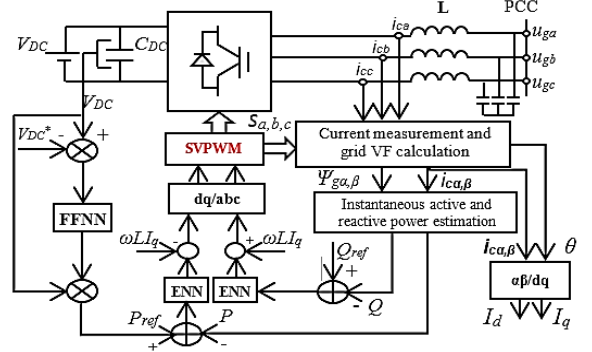 L
PCC
i_ca
u_ga
V_DC
C_DC
i_cb
u_gb
i_cc
u_gc
V_DC
S_a,b,c
V_DC* - +
SVPWM
Current measurement and
grid VF calculation
Ψ_gα,β
i_cα,β
dq/abc
Instantaneous active and
reactive power estimation
FFNN
ωLI_q - + ωLI_q
Q_ref
+
i_cα,β
θ
ENN
ENN
- Q
αβ/dq
P_ref
P
+ -
I_d
I_q